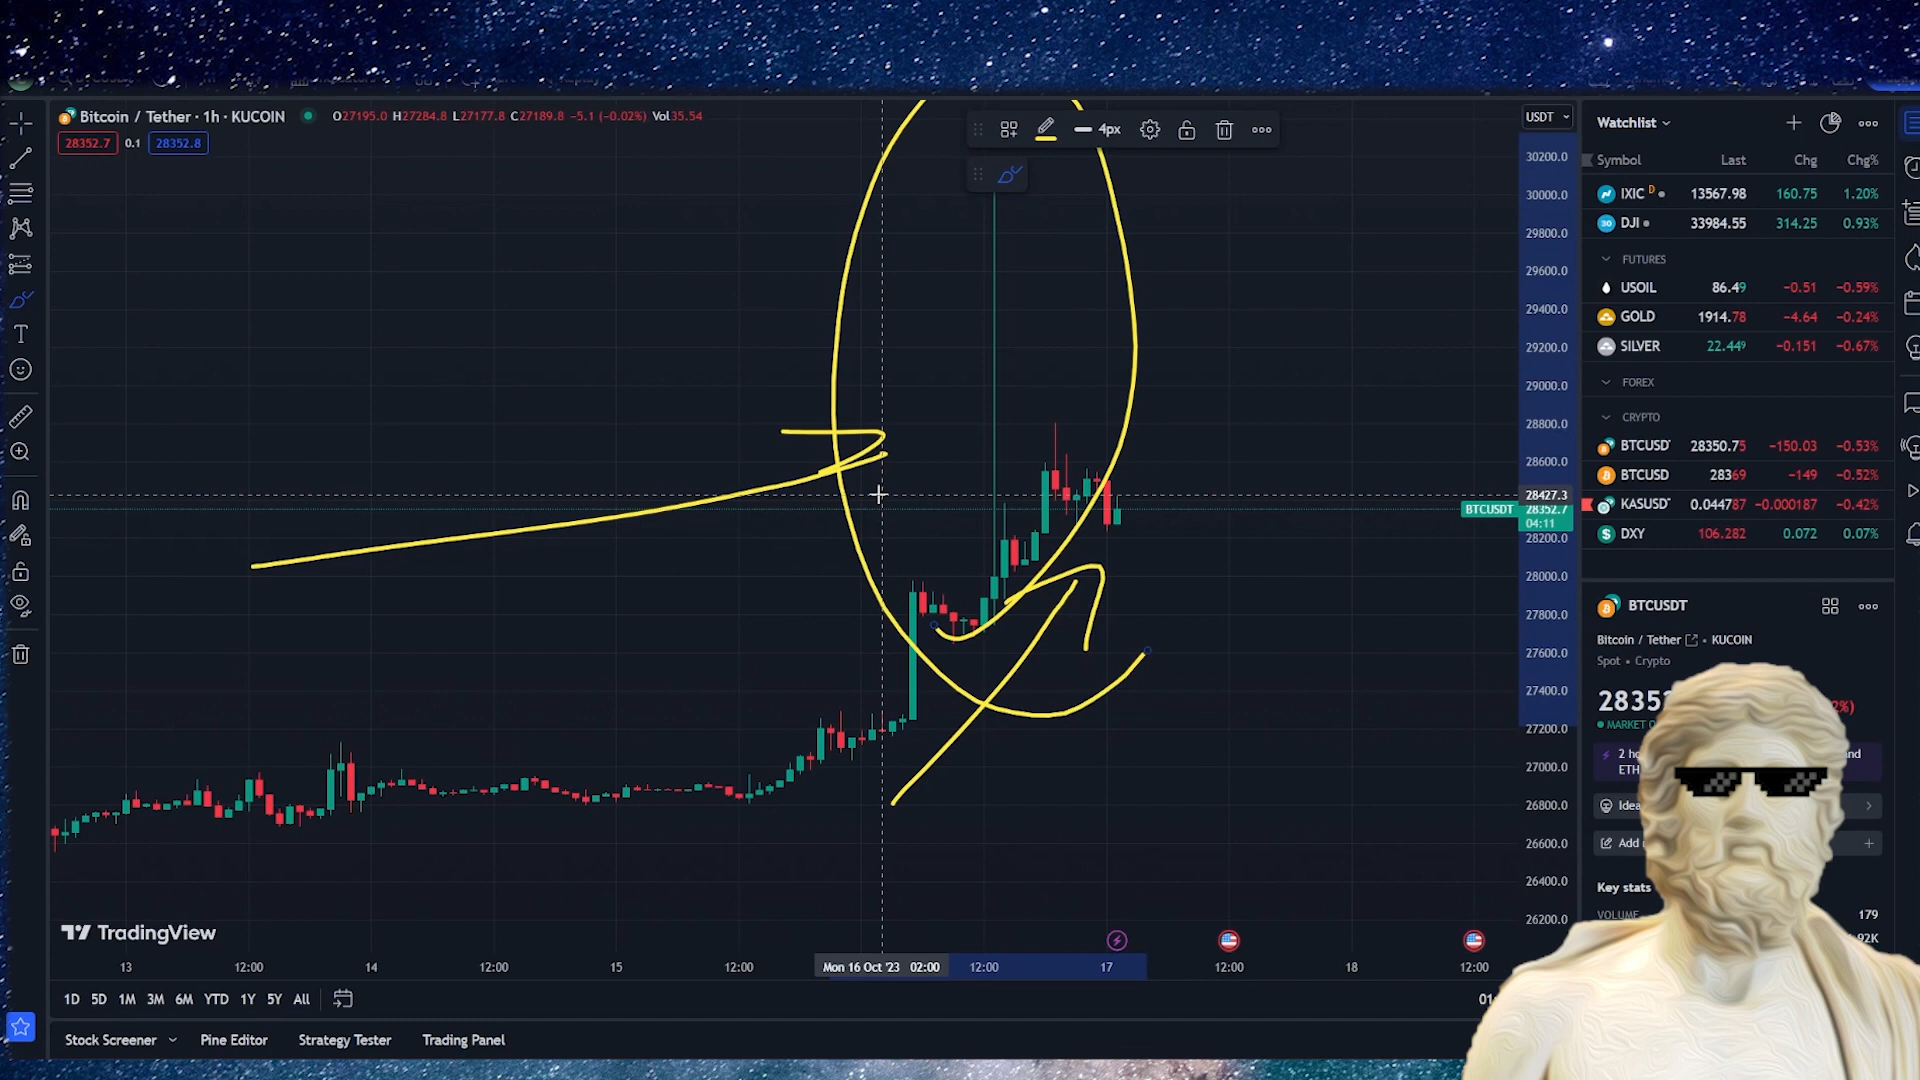 Bitcoin / Tether · 1h · KUCOIN O27195.0 H27284.8 L27177.8 C27189.8 −5.1 (−0.02%) Vol35.54
28352.7 0.1 28352.8
4px
USDT
30200.0
30000.0
29800.0
29600.0
29400.0
29200.0
29000.0
28800.0
28600.0
28427.3
BTCUSDT 28352.7
04:11
28200.0
28000.0
27800.0
27600.0
27400.0
27200.0
27000.0
26800.0
26600.0
26400.0
26200.0
TradingView
13 12:00 14 12:00 15 12:00 Mon 16 Oct '23 02:00 12:00 17 12:00 18 12:00
1D 5D 1M 3M 6M YTD 1Y 5Y All
Stock Screener Pine Editor Strategy Tester Trading Panel
Watchlist
Symbol Last Chg Chg%
IXIC D 13567.98 160.75 1.20%
DJI 33984.55 314.25 0.93%
FUTURES
USOIL 86.49 −0.51 −0.59%
GOLD 1914.78 −4.64 −0.24%
SILVER 22.449 −0.151 −0.67%
FOREX
CRYPTO
BTCUSD 28350.75 −150.03 −0.53%
BTCUSD 28369 −149 −0.52%
KASUSD 0.044787 −0.000187 −0.42%
DXY 106.282 0.072 0.07%
BTCUSDT
Bitcoin / Tether • KUCOIN
Spot • Crypto
2835
MARKET
2
ETH
Add
Key stats
VOLUME
179